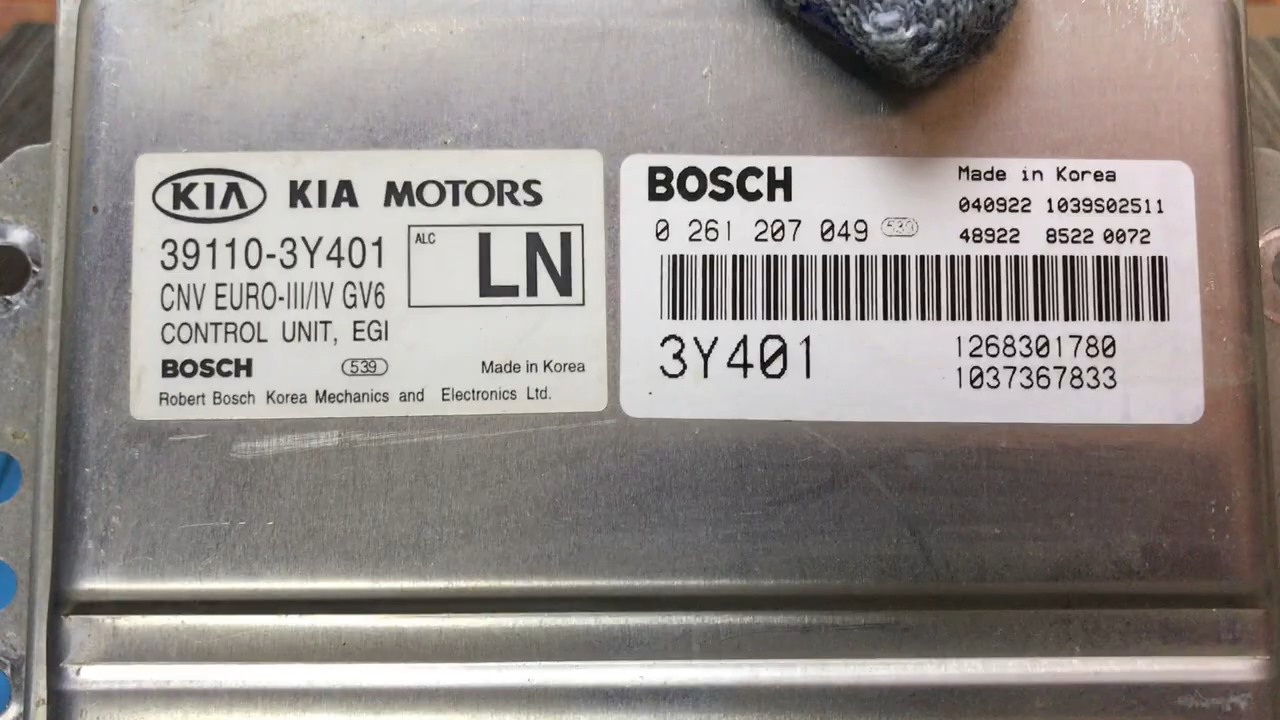 KIA KIA MOTORS
39110-3Y401
ALC LN
CNV EURO-III/IV GV6
CONTROL UNIT, EGI
BOSCH 539 Made in Korea
Robert Bosch Korea Mechanics and Electronics Ltd.
BOSCH
Made in Korea
0 261 207 049
040922 1039S02511
48922 8522 0072
3Y401
1268301780
1037367833